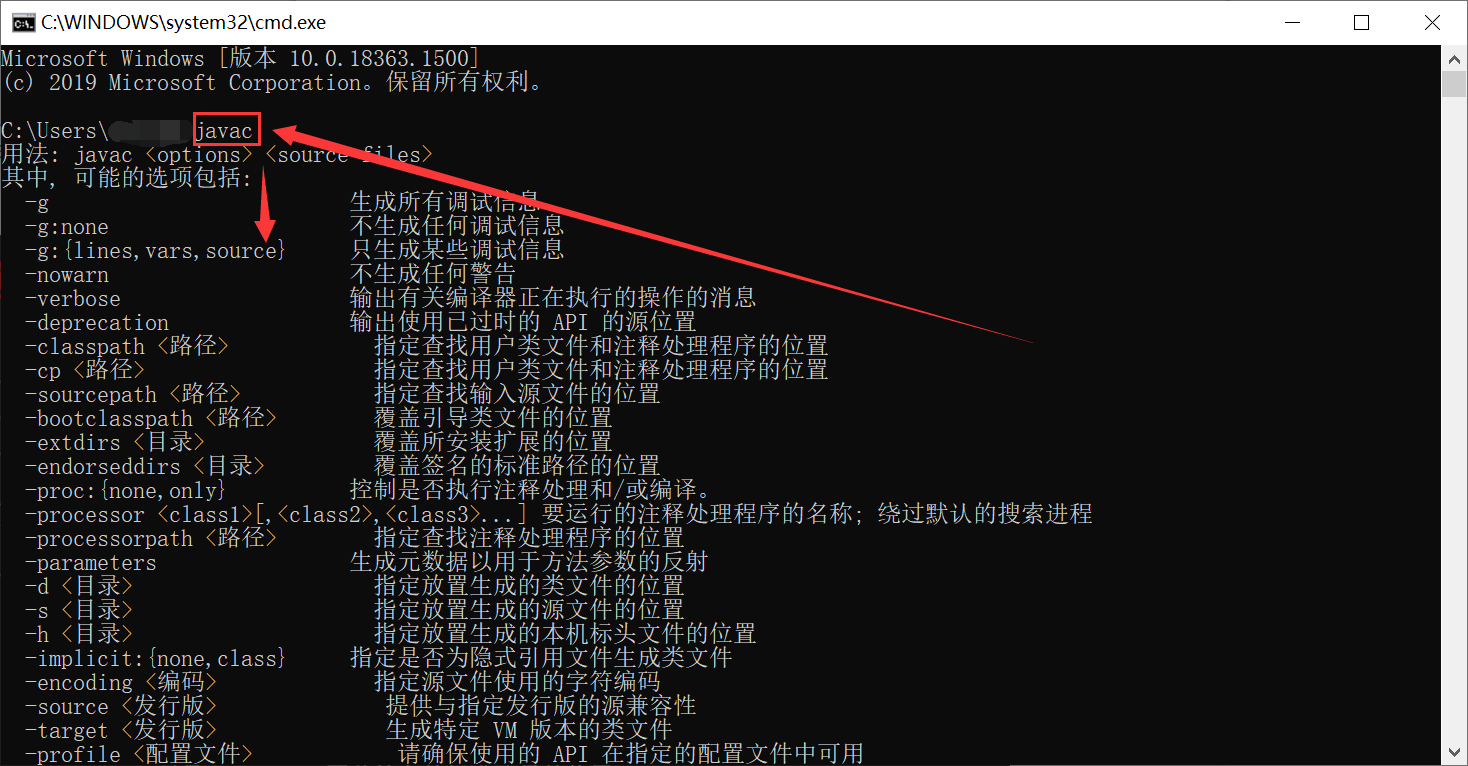 C:\WINDOWS\system32\cmd.exe
Microsoft Windows [版本 10.0.18363.1500]
(c) 2019 Microsoft Corporation。保留所有权利。
C:\Users\ javac
用法: javac <options> <source files>
其中, 可能的选项包括:
-g 生成所有调试信息
-g:none 不生成任何调试信息
-g:{lines,vars,source} 只生成某些调试信息
-nowarn 不生成任何警告
-verbose 输出有关编译器正在执行的操作的消息
-deprecation 输出使用已过时的 API 的源位置
-classpath <路径> 指定查找用户类文件和注释处理程序的位置
-cp <路径> 指定查找用户类文件和注释处理程序的位置
-sourcepath <路径> 指定查找输入源文件的位置
-bootclasspath <路径> 覆盖引导类文件的位置
-extdirs <目录> 覆盖所安装扩展的位置
-endorseddirs <目录> 覆盖签名的标准路径的位置
-proc:{none,only} 控制是否执行注释处理和/或编译。
-processor <class1>[,<class2>,<class3>...] 要运行的注释处理程序的名称; 绕过默认的搜索进程
-processorpath <路径> 指定查找注释处理程序的位置
-parameters 生成元数据以用于方法参数的反射
-d <目录> 指定放置生成的类文件的位置
-s <目录> 指定放置生成的源文件的位置
-h <目录> 指定放置生成的本机标头文件的位置
-implicit:{none,class} 指定是否为隐式引用文件生成类文件
-encoding <编码> 指定源文件使用的字符编码
-source <发行版> 提供与指定发行版的源兼容性
-target <发行版> 生成特定 VM 版本的类文件
-profile <配置文件> 请确保使用的 API 在指定的配置文件中可用